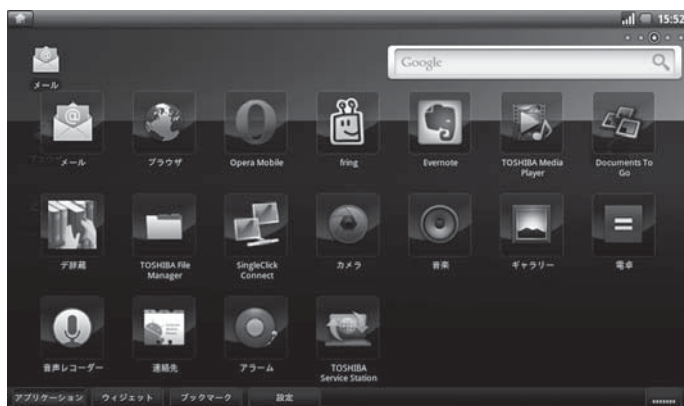 15:52
Google
メール
メール
ブラウザ
Opera Mobile
fring
Evernote
TOSHIBA Media
Player
Documents To
Go
デ辞蔵
TOSHIBA File
Manager
SingleClick
Connect
カメラ
音楽
ギャラリー
電卓
音声レコーダー
連絡先
アラーム
TOSHIBA
Service Station
アプリケーション
ウィジェット
ブックマーク
設定